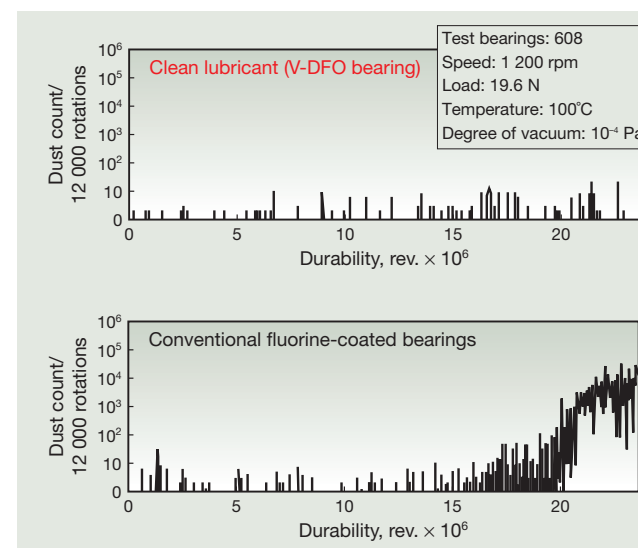 Test bearings: 608
Speed: 1 200 rpm
Load: 19.6 N
Temperature: 100°C
Degree of vacuum: 10⁻⁴ Pa
Clean lubricant (V-DFO bearing)
Dust count/
12 000 rotations
10⁶
10⁵
10⁴
10³
10²
10
0
0 5 10 15 20
Durability, rev. × 10⁶
Conventional fluorine-coated bearings
Dust count/
12 000 rotations
10⁶
10⁵
10⁴
10³
10²
10
0
0 5 10 15 20
Durability, rev. × 10⁶